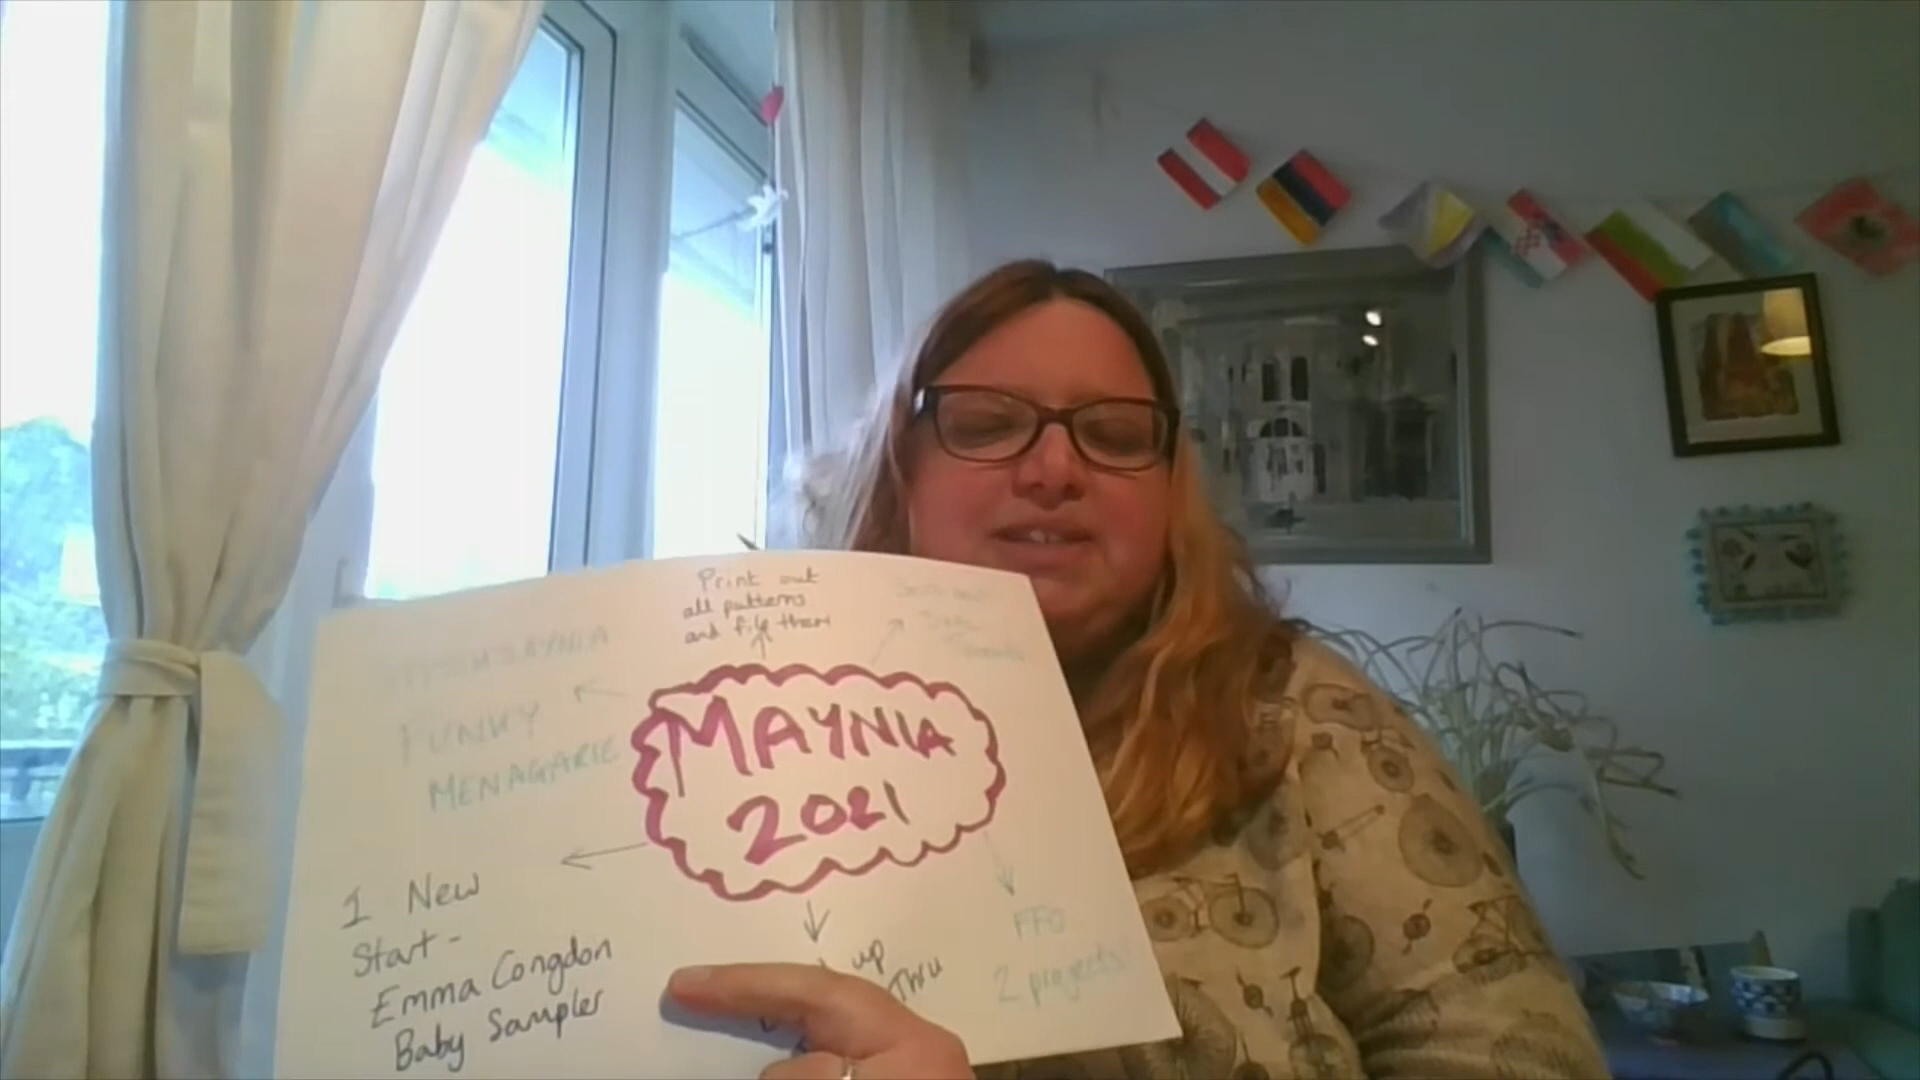 Print out
all patterns
and file them
FUNKY
MENAGARIE
MAYNIA
2021
1 New
Start -
Emma Congdon
Baby Sampler
up
Thru
FFO
2 projects